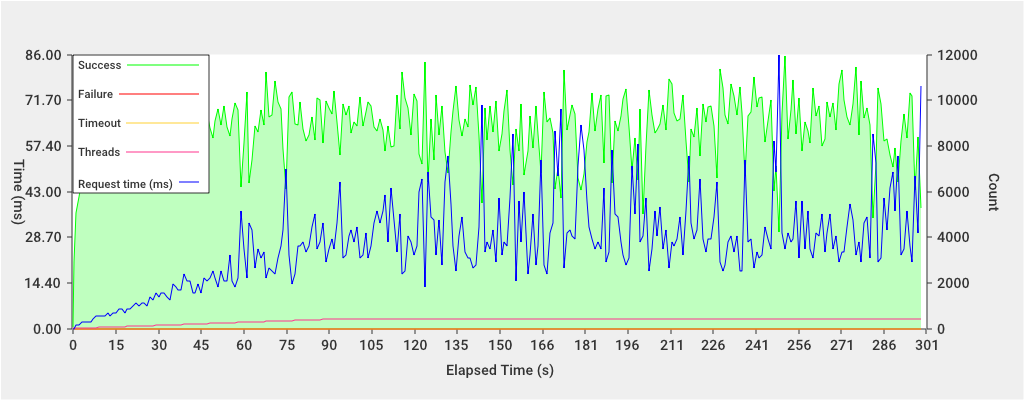 86.00
71.70
57.40
43.00
28.70
14.40
0.00
Time (ms)
Success
Failure
Timeout
Threads
Request time (ms)
12000
10000
8000
6000
4000
2000
0
Count
0 15 30 45 60 75 90 105 120 135 150 166 181 196 211 226 241 256 271 286 301
Elapsed Time (s)